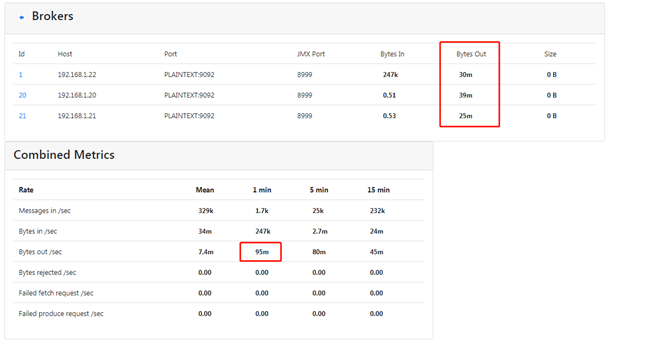 Brokers
Id Host Port JMX Port Bytes In Bytes Out Size
1 192.168.1.22 PLAINTEXT:9092 8999 247k 30m 0 B
20 192.168.1.20 PLAINTEXT:9092 8999 0.51 39m 0 B
21 192.168.1.21 PLAINTEXT:9092 8999 0.53 25m 0 B
Combined Metrics
Rate Mean 1 min 5 min 15 min
Messages in /sec 329k 1.7k 25k 232k
Bytes in /sec 34m 247k 2.7m 24m
Bytes out /sec 7.4m 95m 80m 45m
Bytes rejected /sec 0.00 0.00 0.00 0.00
Failed fetch request /sec 0.00 0.00 0.00 0.00
Failed produce request /sec 0.00 0.00 0.00 0.00